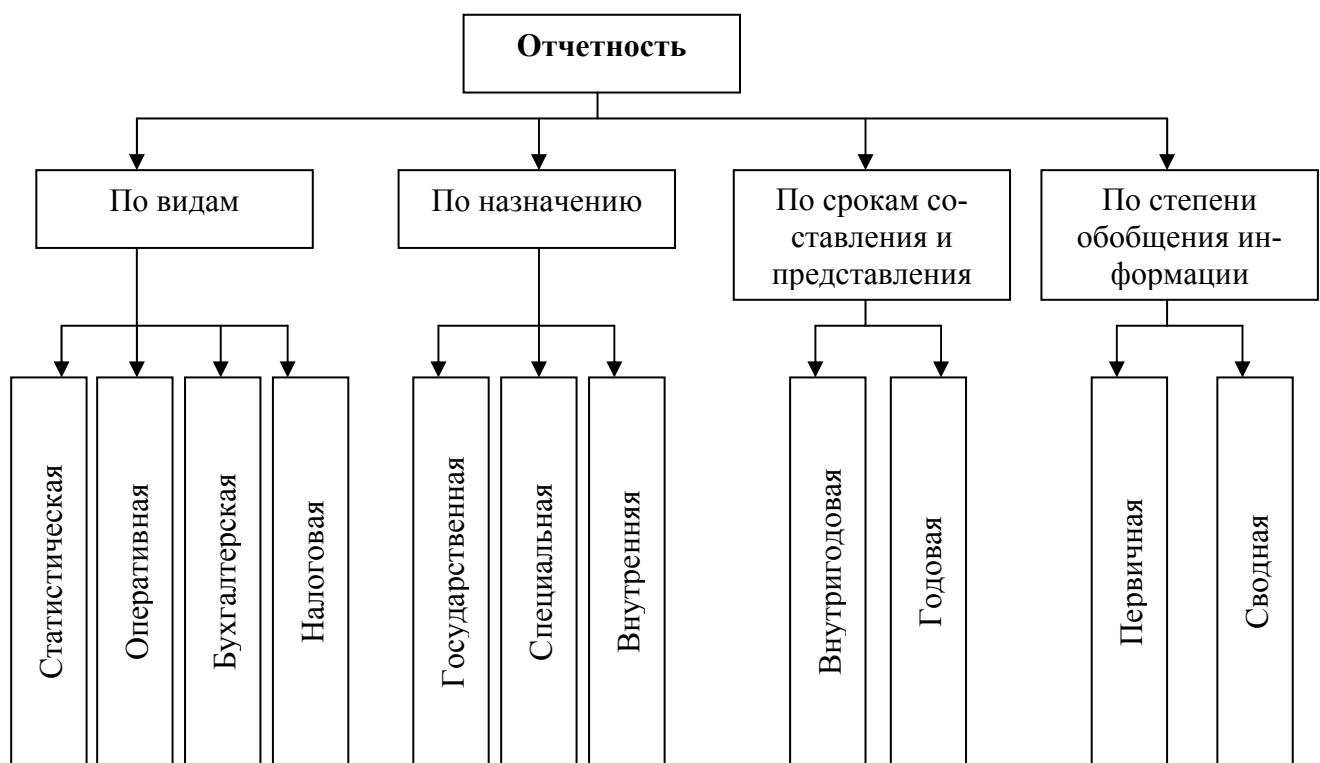 Отчетность
По видам
По назначению
По срокам со-
ставления и
представления
По степени
обобщения ин-
формации
Статистическая
Оперативная
Бухгалтерская
Налоговая
Государственная
Специальная
Внутренняя
Внутригодовая
Годовая
Первичная
Сводная